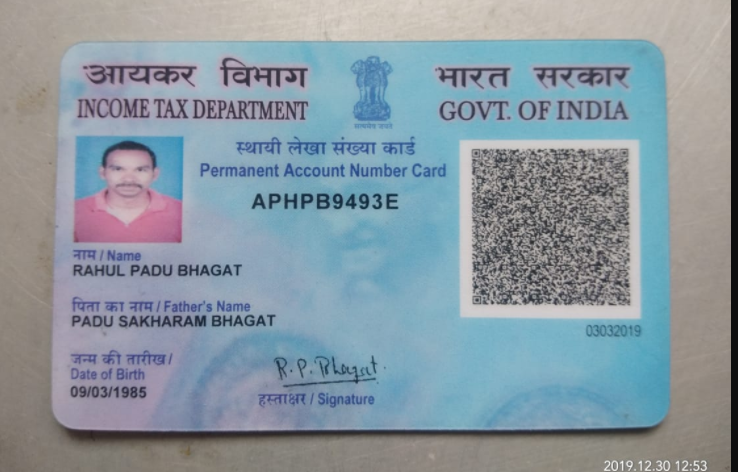 आयकर विभाग
INCOME TAX DEPARTMENT
भारत सरकार
GOVT. OF INDIA
सत्यमेव जयते
स्थायी लेखा संख्या कार्ड
Permanent Account Number Card
APHPB9493E
नाम / Name
RAHUL PADU BHAGAT
पिता का नाम / Father's Name
PADU SAKHARAM BHAGAT
03032019
जन्म की तारीख /
Date of Birth
09/03/1985
R.P. Bhagat.
हस्ताक्षर / Signature
2019.12.30 12:53